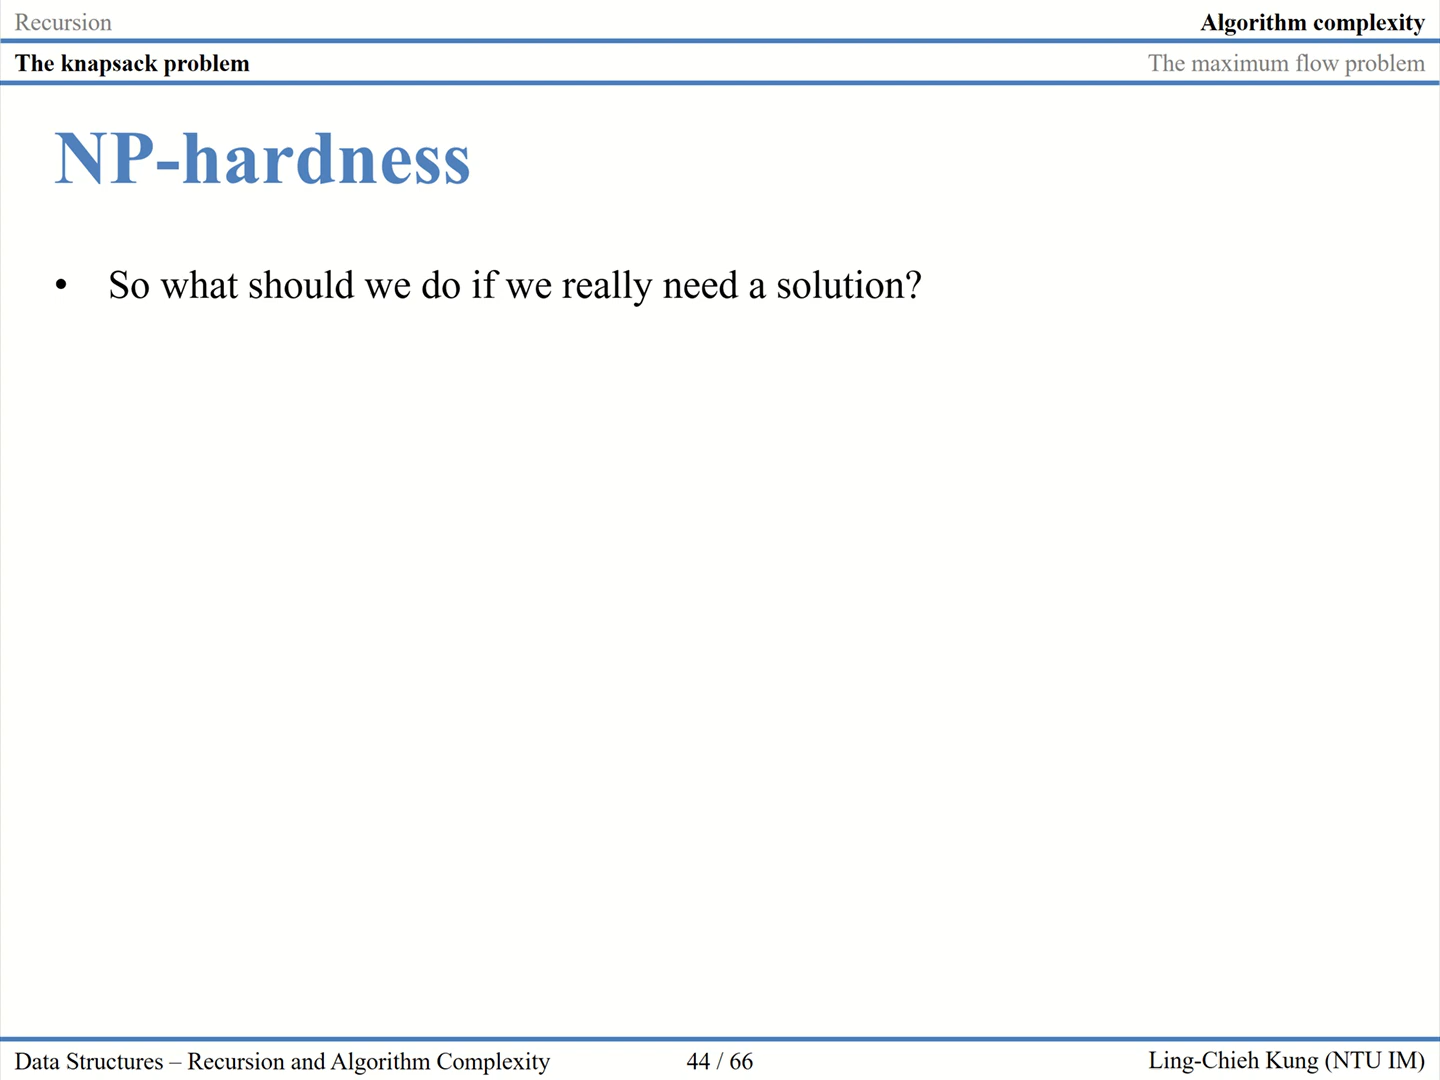 Recursion
Algorithm complexity
The knapsack problem
The maximum flow problem
NP-hardness
• So what should we do if we really need a solution?
Data Structures – Recursion and Algorithm Complexity
44 / 66
Ling-Chieh Kung (NTU IM)